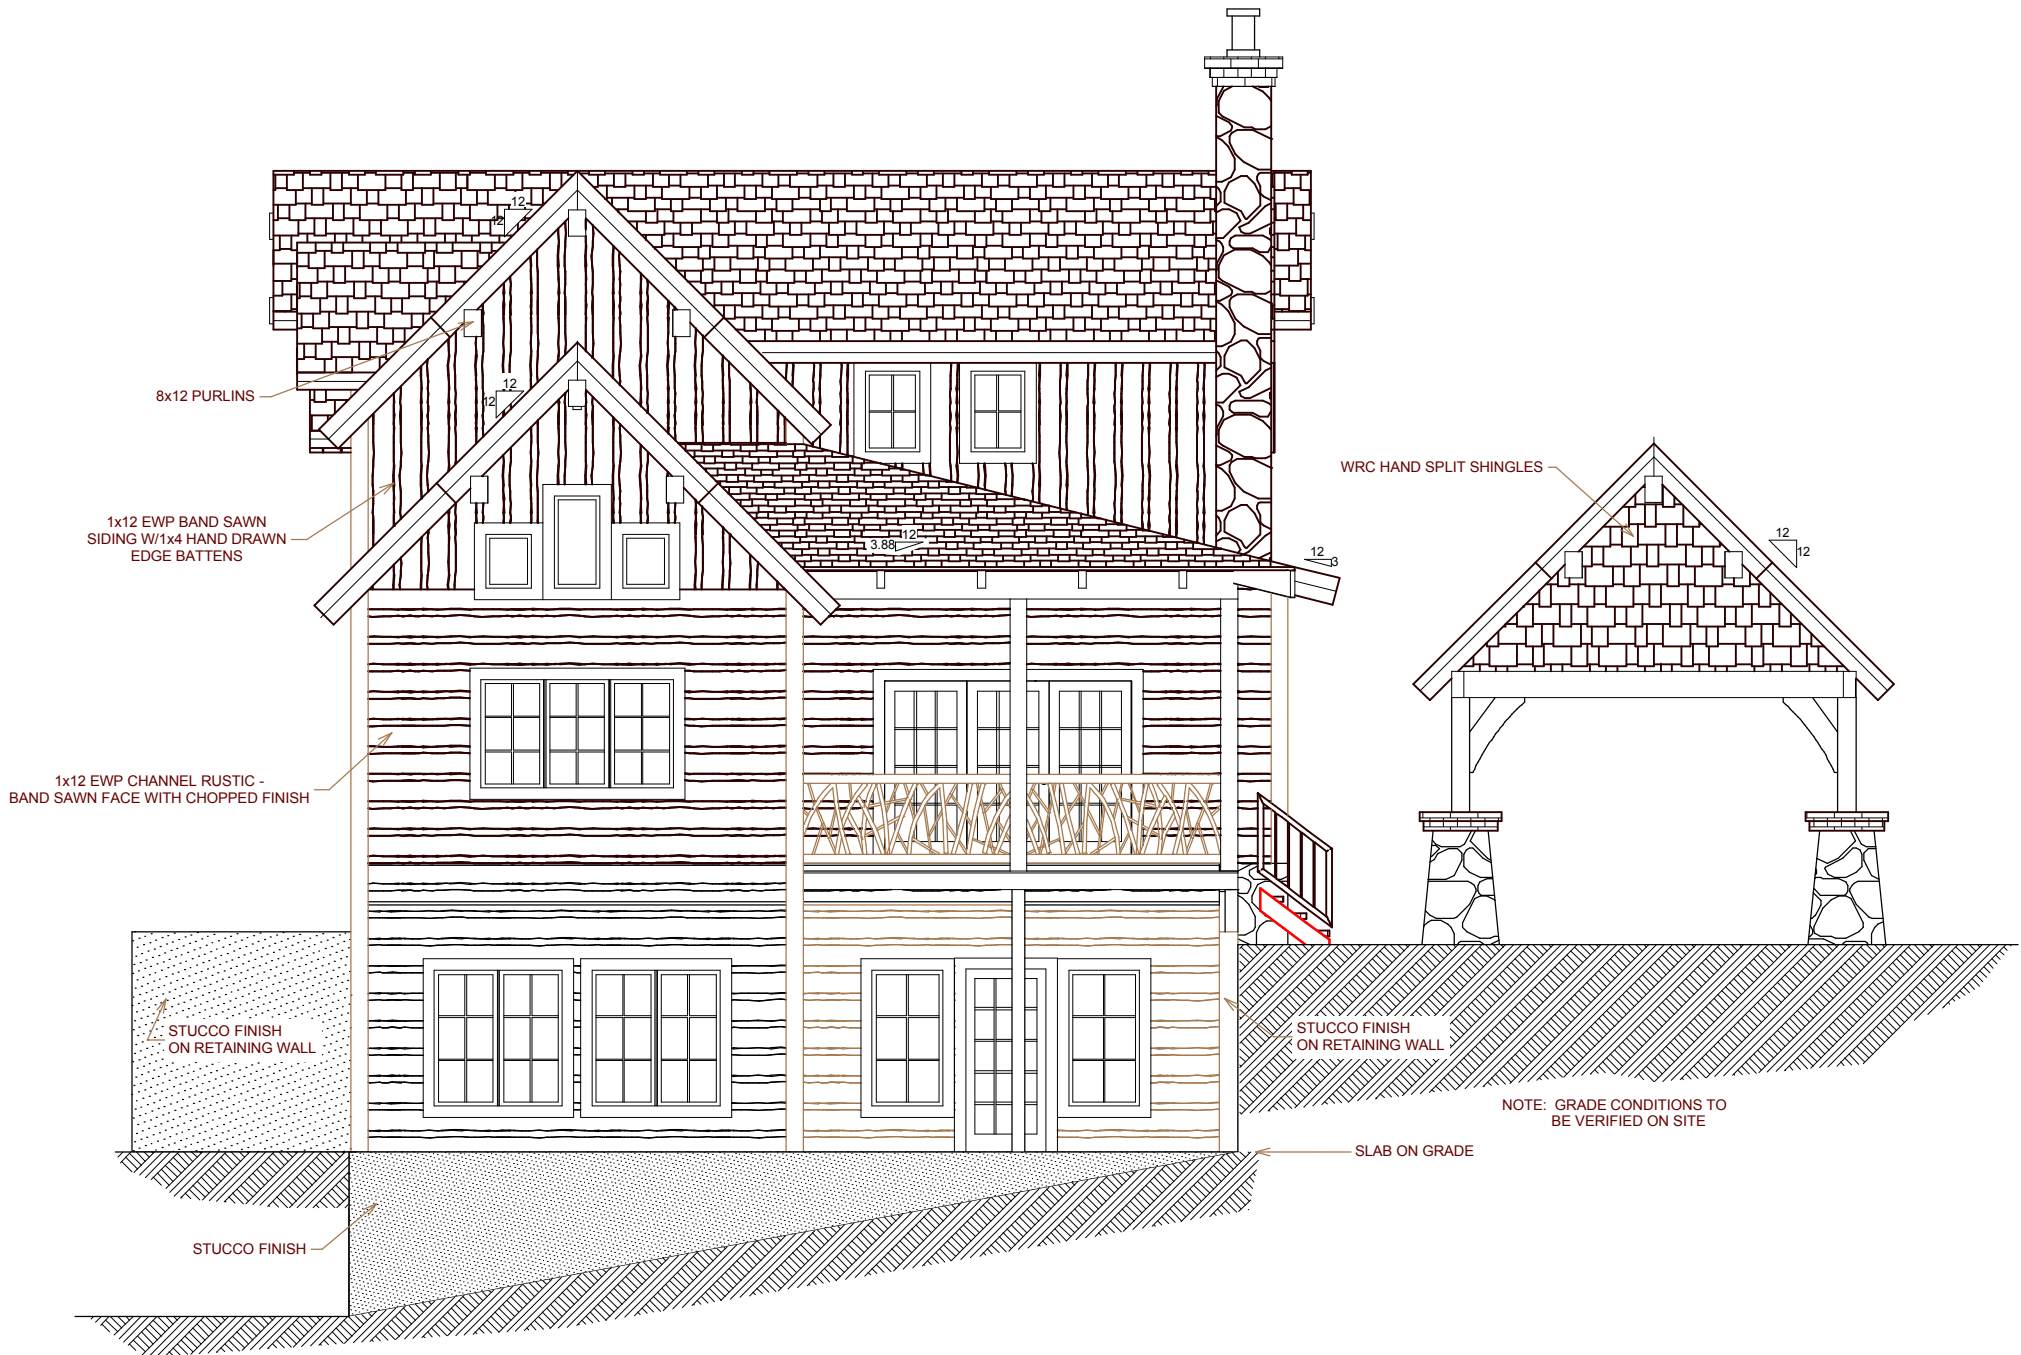 12
12
8x12 PURLINS
12
12
WRC HAND SPLIT SHINGLES
1x12 EWP BAND SAWN
SIDING W/1x4 HAND DRAWN
EDGE BATTENS
12
3.88
12
3
12
12
1x12 EWP CHANNEL RUSTIC -
BAND SAWN FACE WITH CHOPPED FINISH
STUCCO FINISH
ON RETAINING WALL
STUCCO FINISH
ON RETAINING WALL
NOTE: GRADE CONDITIONS TO
BE VERIFIED ON SITE
SLAB ON GRADE
STUCCO FINISH